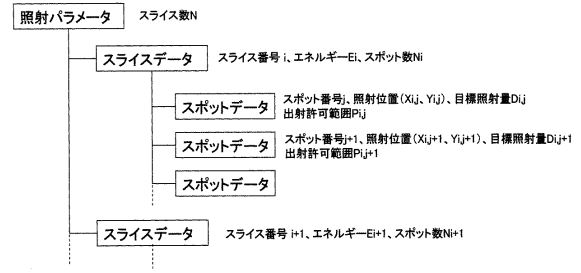 照射パラメータ スライス数N
スライスデータ スライス番号 i、エネルギーEi、スポット数Ni
スポットデータ スポット番号j、照射位置(Xi,j、Yi,j)、目標照射量Di,j
出射許可範囲Pi,j
スポットデータ スポット番号j+1、照射位置(Xi,j+1、Yi,j+1)、目標照射量Di,j+1
出射許可範囲Pi,j+1
スポットデータ
スライスデータ スライス番号 i+1、エネルギーEi+1、スポット数Ni+1